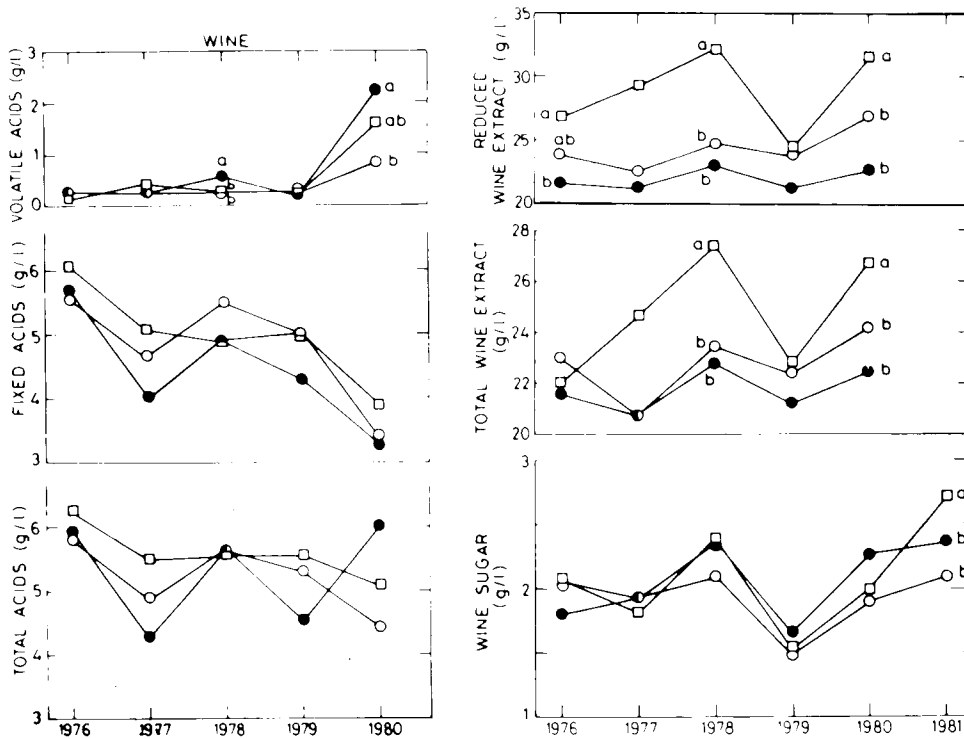 WINE
VOLATILE ACIDS (g/l)
3
2
1
0
a
a
ab
b
b
b
FIXED ACIDS (g/l)
6
5
4
3
TOTAL ACIDS (g/l)
6
5
4
3
1976 1977 1978 1979 1980
REDUCED
WINE EXTRACT (g/l)
35
30
25
20
a
a
a
ab
b
b
b
b
b
TOTAL WINE EXTRACT
(g/l)
28
26
24
22
20
a
a
b
b
b
b
WINE SUGAR
(g/l)
2
1
a
b
b
1976 1977 1978 1979 1980 1981